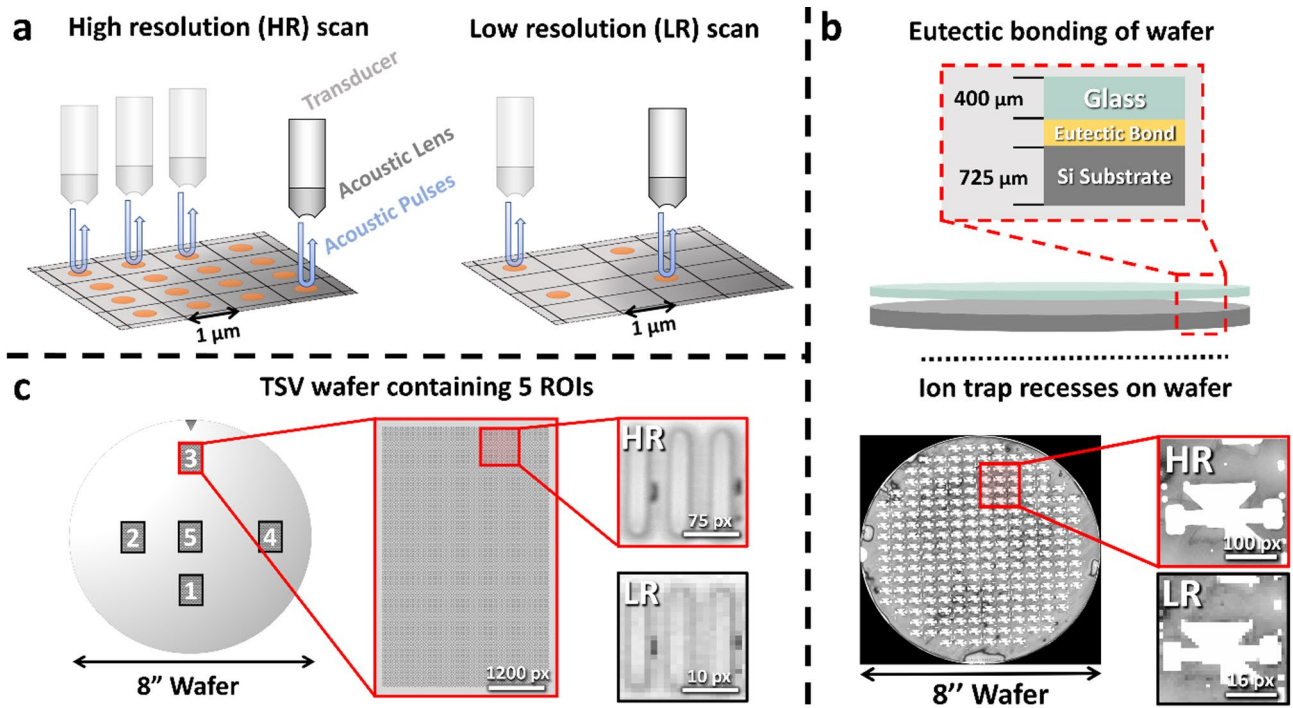 a
High resolution (HR) scan
Low resolution (LR) scan
Transducer
Acoustic Lens
Acoustic Pulses
1 μm
1 μm
b
Eutectic bonding of wafer
400 μm
Glass
Eutectic Bond
725 μm
Si Substrate
Ion trap recesses on wafer
HR
100 px
LR
16 px
8’’ Wafer
c
TSV wafer containing 5 ROIs
3
2
5
4
1
8” Wafer
1200 px
HR
75 px
LR
10 px